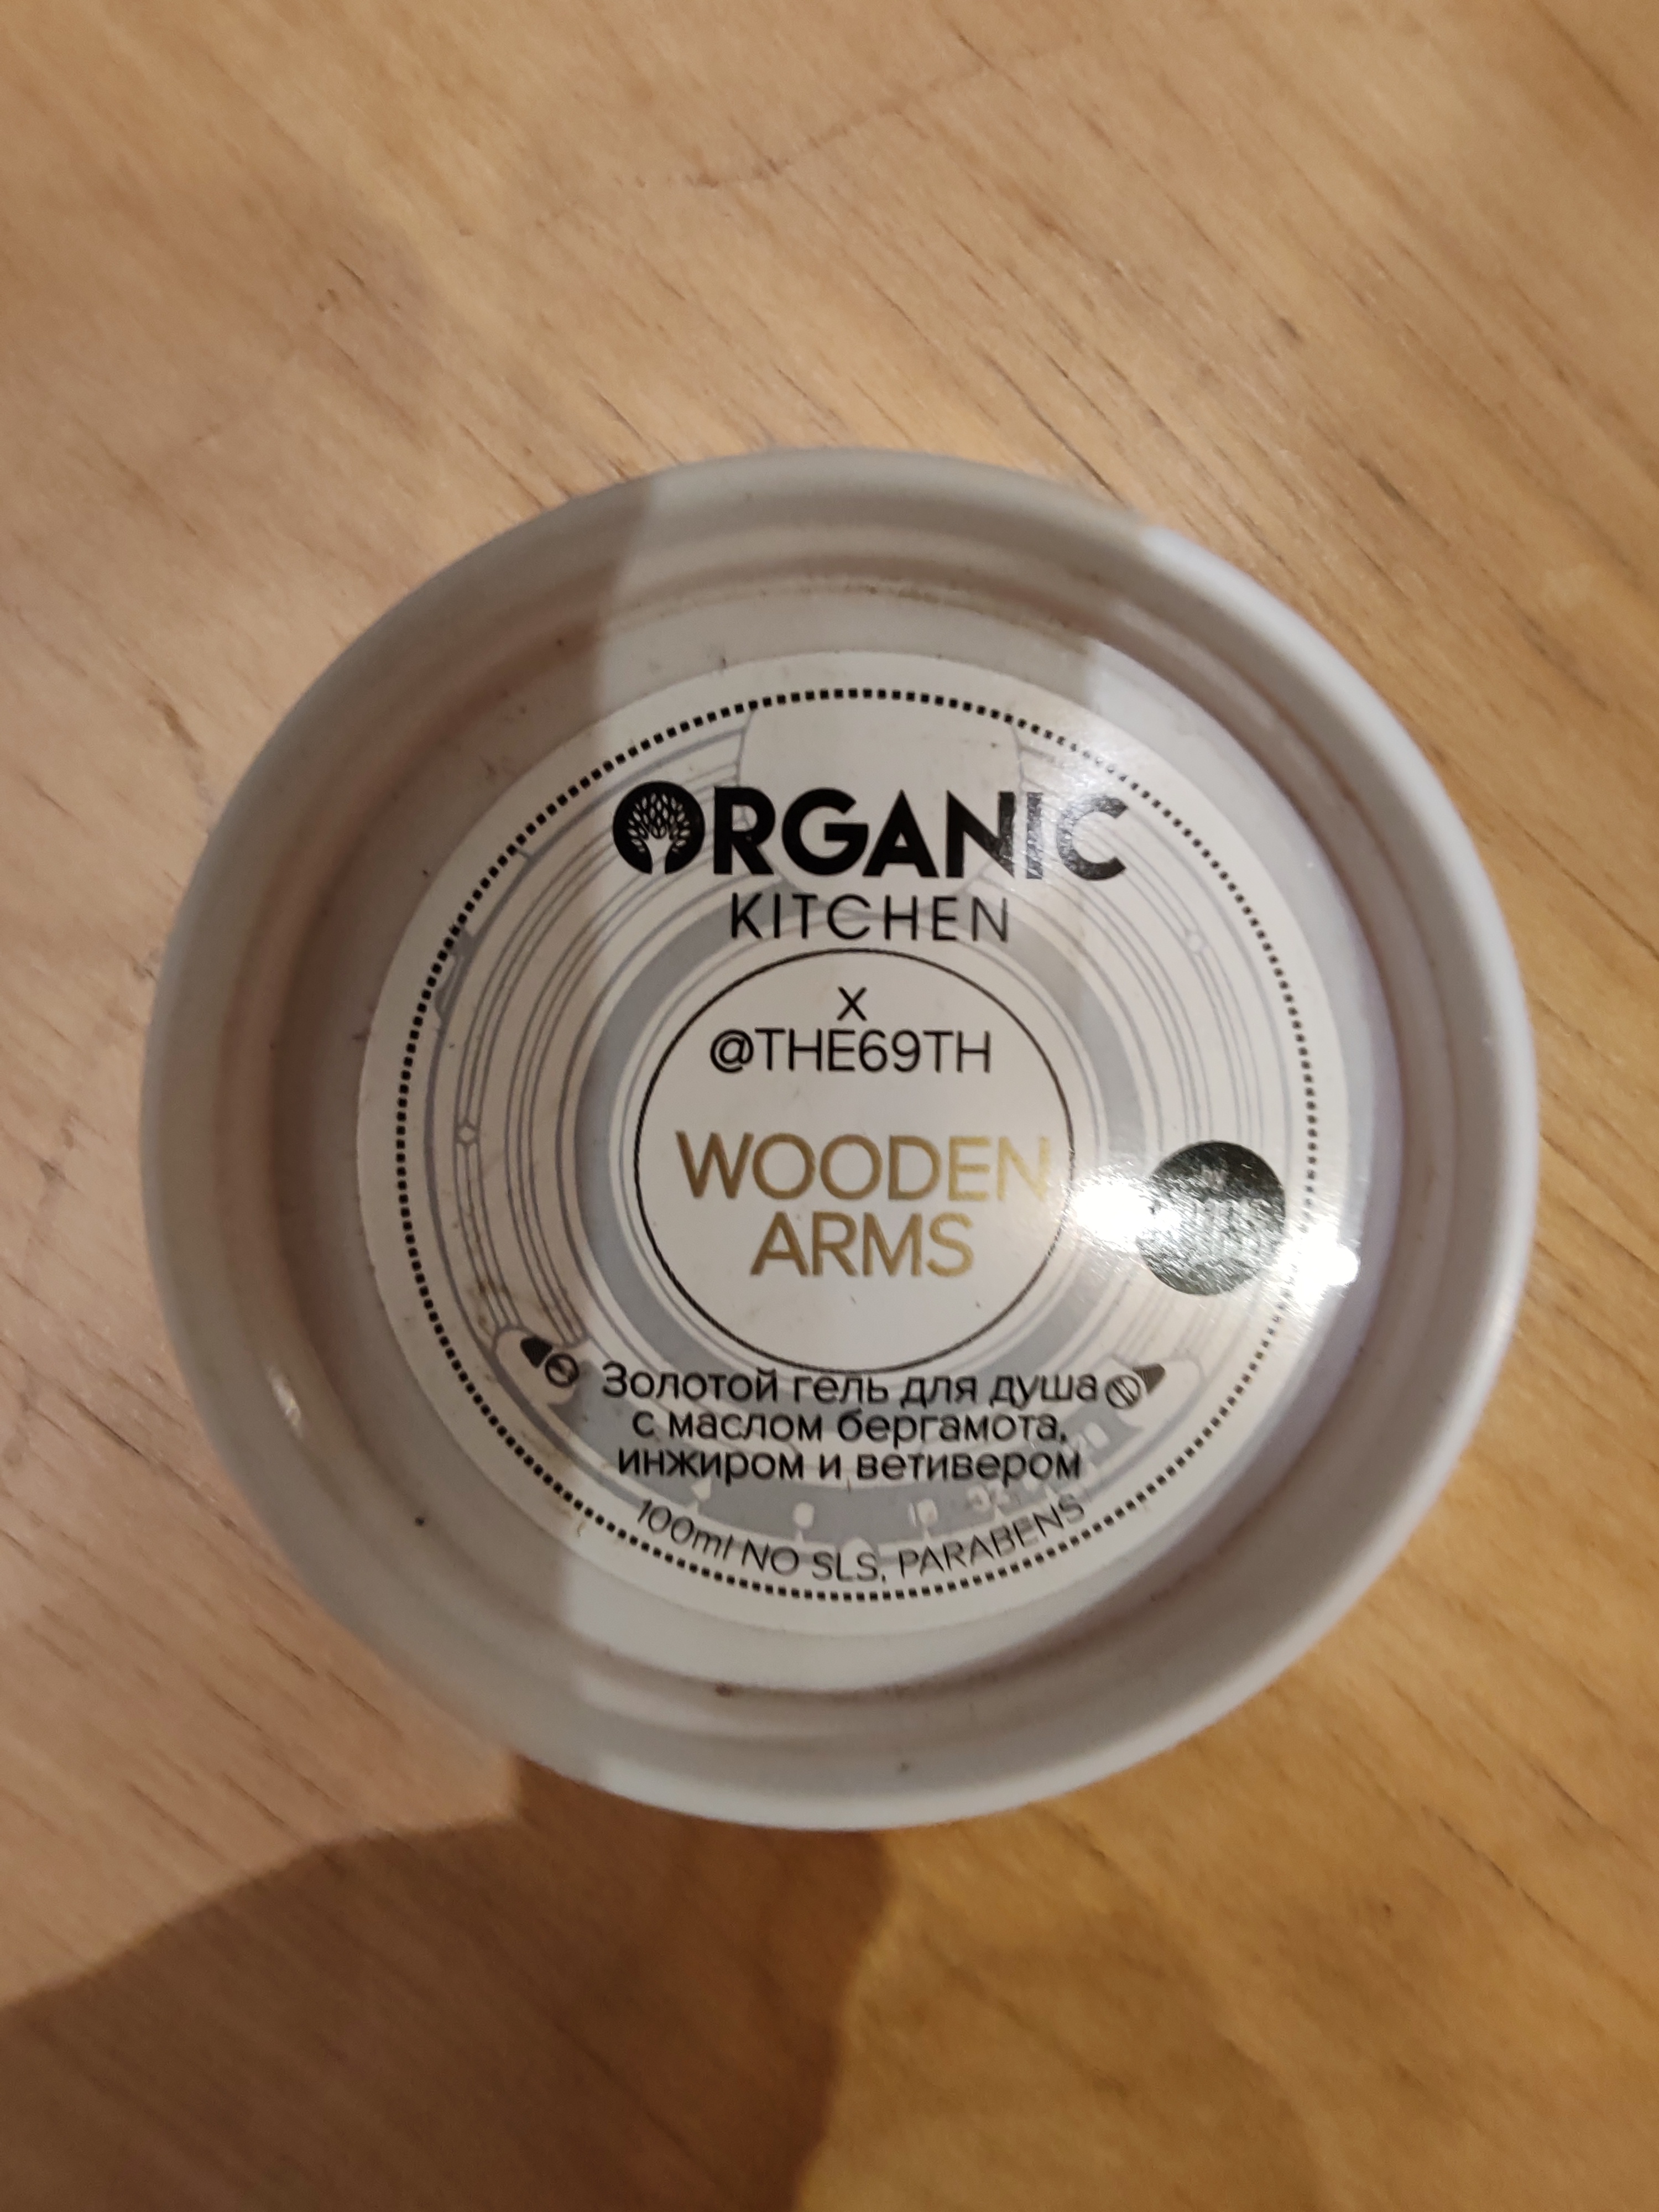 ORGANIC
KITCHEN
X
@THE69TH
WOODEN
ARMS
Золотой гель для душа
с маслом бергамота,
инжиром и ветивером
100ml NO SLS, PARABENS